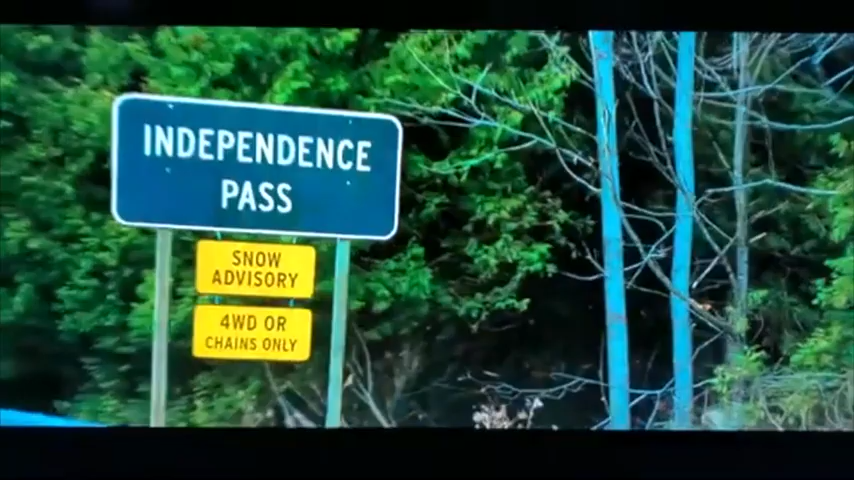 INDEPENDENCE
PASS
SNOW
ADVISORY
4WD OR
CHAINS ONLY